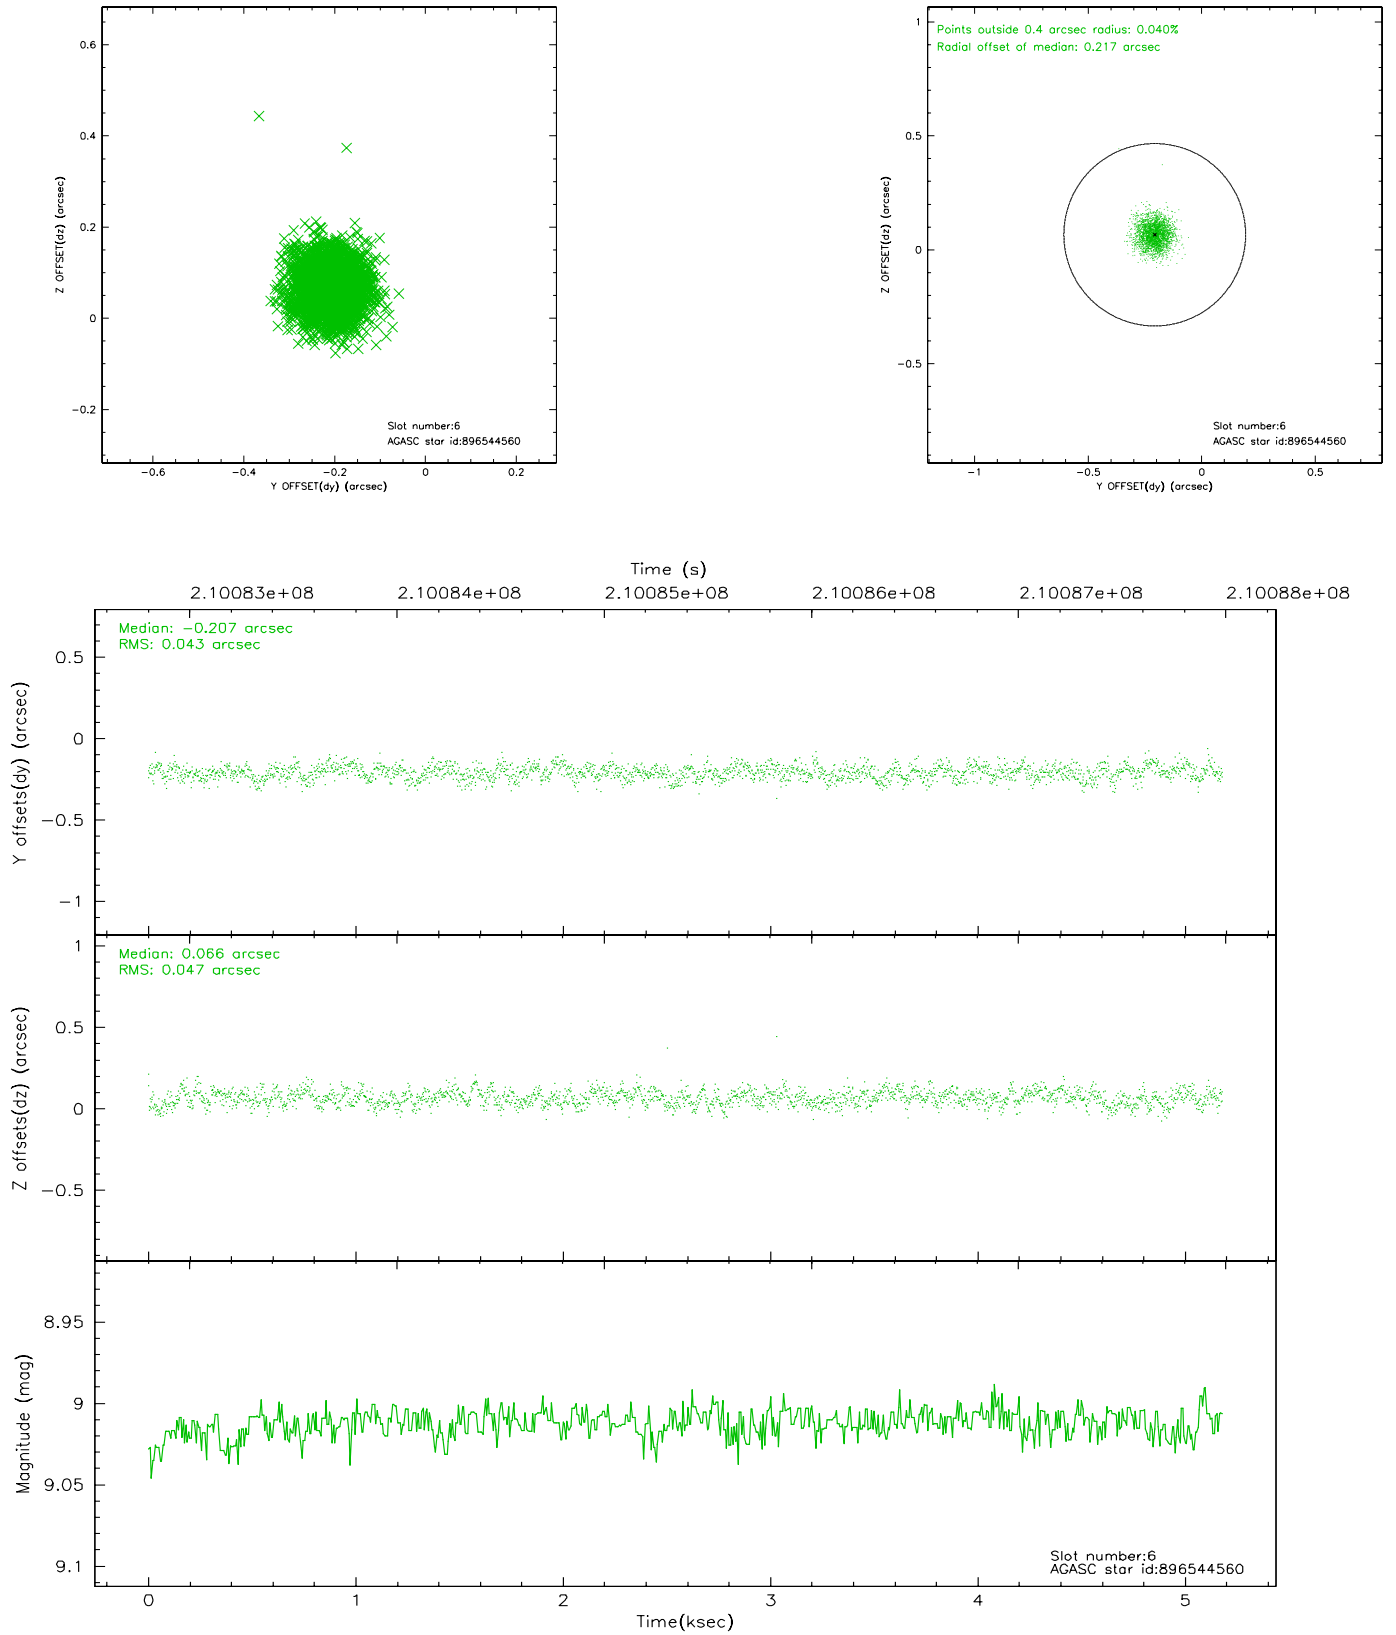 0.6
0.4
0.2
0
−0.2
Z OFFSET(dz) (arcsec)
Slot number:6
AGASC star id:896544560
−0.6 −0.4 −0.2 0 0.2
Y OFFSET(dy) (arcsec)
Points outside 0.4 arcsec radius: 0.040%
Radial offset of median: 0.217 arcsec
1
0.5
0
−0.5
Z OFFSET(dz) (arcsec)
Slot number:6
AGASC star id:896544560
−1 −0.5 0 0.5
Y OFFSET(dy) (arcsec)
Time (s)
2.10083e+08 2.10084e+08 2.10085e+08 2.10086e+08 2.10087e+08 2.10088e+08
Median: −0.207 arcsec
RMS: 0.043 arcsec
0.5
0
−0.5
−1
Y offsets(dy) (arcsec)
Median: 0.066 arcsec
RMS: 0.047 arcsec
1
0.5
0
−0.5
Z offsets(dz) (arcsec)
8.95
9
9.05
9.1
Magnitude (mag)
Slot number:6
AGASC star id:896544560
0 1 2 3 4 5
Time(ksec)